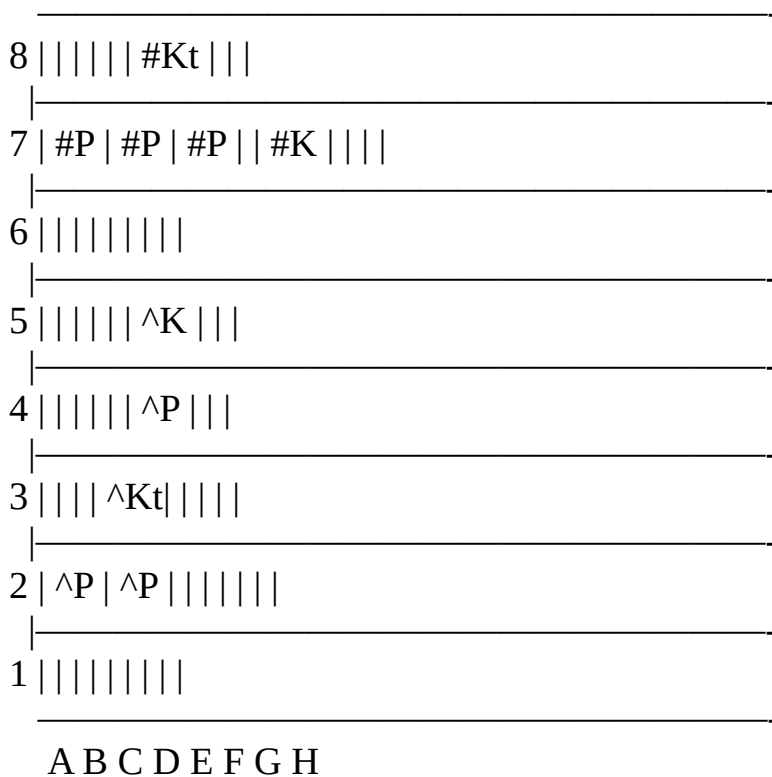 8 | | | | | | #Kt | | |
7 | #P | #P | #P | | #K | | | |
6 | | | | | | | | |
5 | | | | | | ^K | | |
4 | | | | | | ^P | | |
3 | | | | ^Kt| | | | |
2 | ^P | ^P | | | | | | |
1 | | | | | | | | |
A B C D E F G H